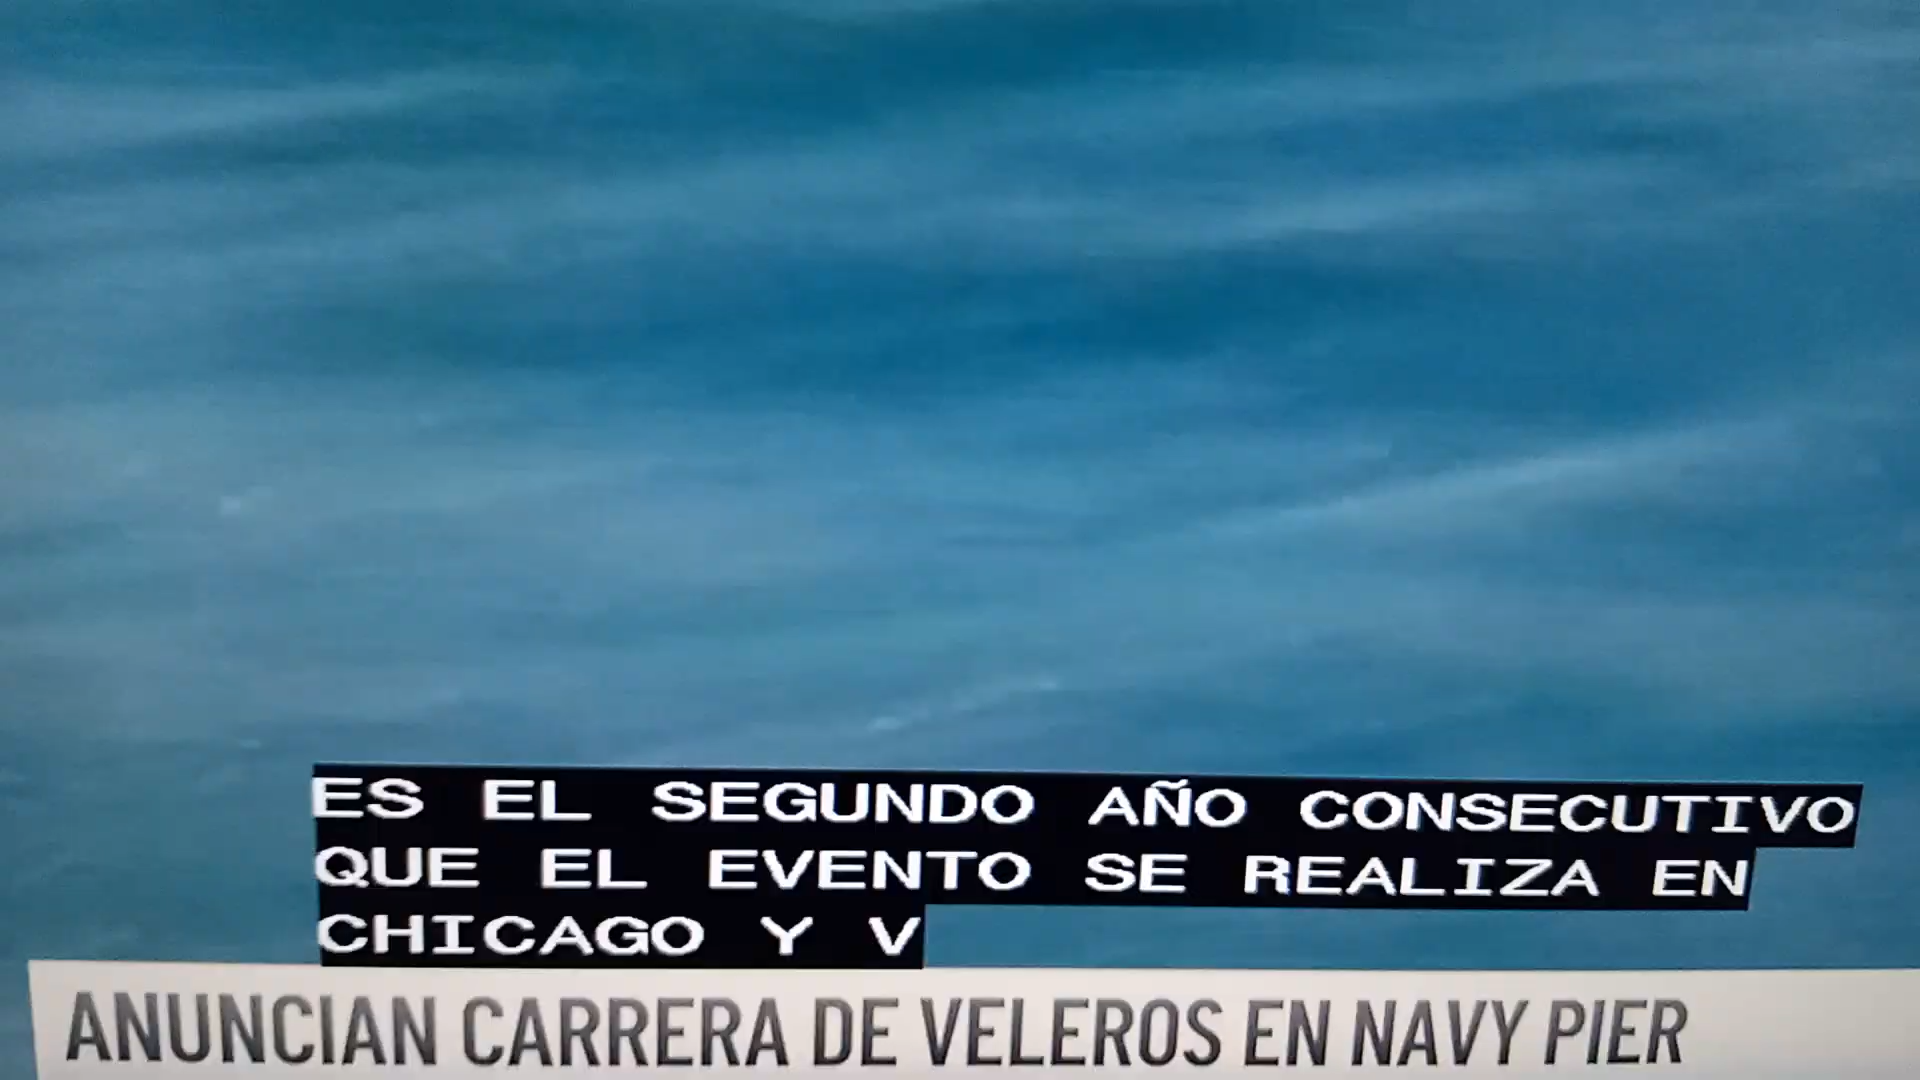 ES EL SEGUNDO AÑO CONSECUTIVO
QUE EL EVENTO SE REALIZA EN
CHICAGO Y V
ANUNCIAN CARRERA DE VELEROS EN NAVY PIER